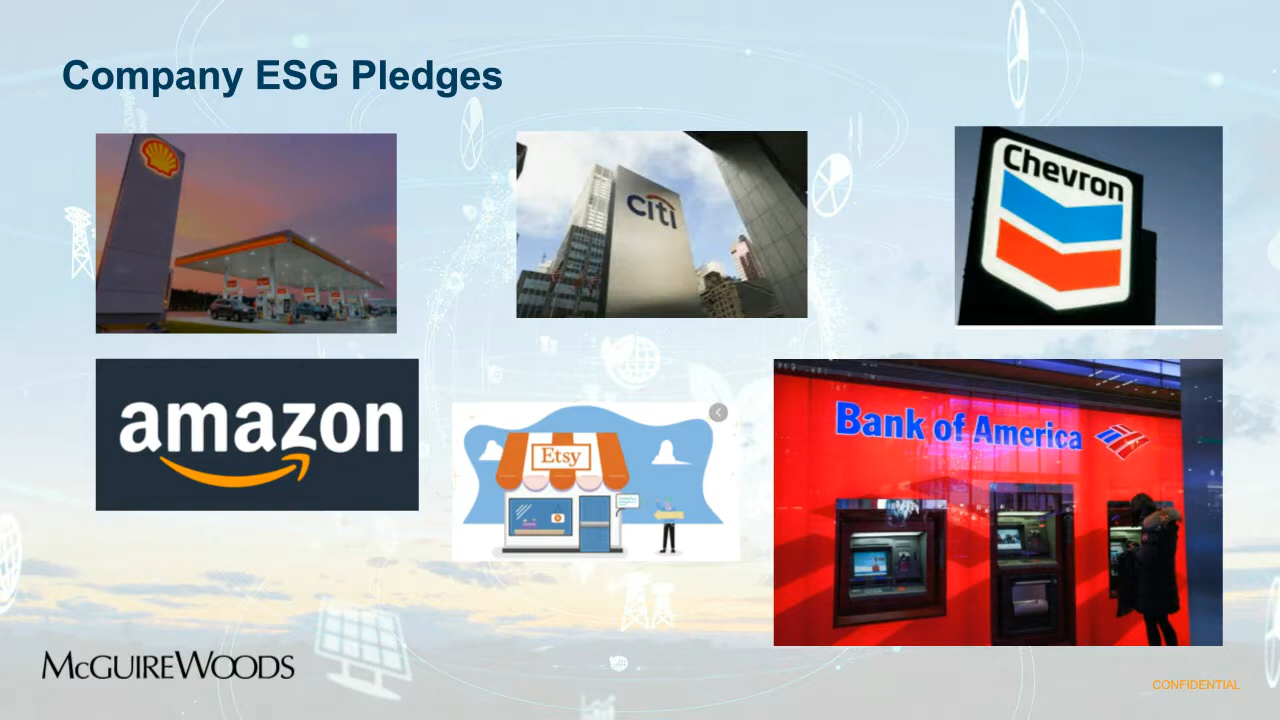 Company ESG Pledges
citi
Chevron
amazon
Etsy
Bank of America
McGuireWoods
CONFIDENTIAL